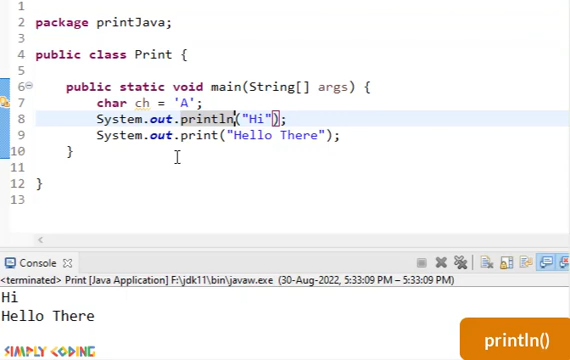 1
2 package printJava;
3
4 public class Print {
5
6 public static void main(String[] args) {
7 char ch = 'A';
8 System.out.println("Hi");
9 System.out.print("Hello There");
10 }
11
12 }
13
Console
<terminated> Print [Java Application] F:\jdk11\bin\javaw.exe (30-Aug-2022, 5:33:09 PM – 5:33:09 PM)
Hi
Hello There
SIMPLY CODING
println()